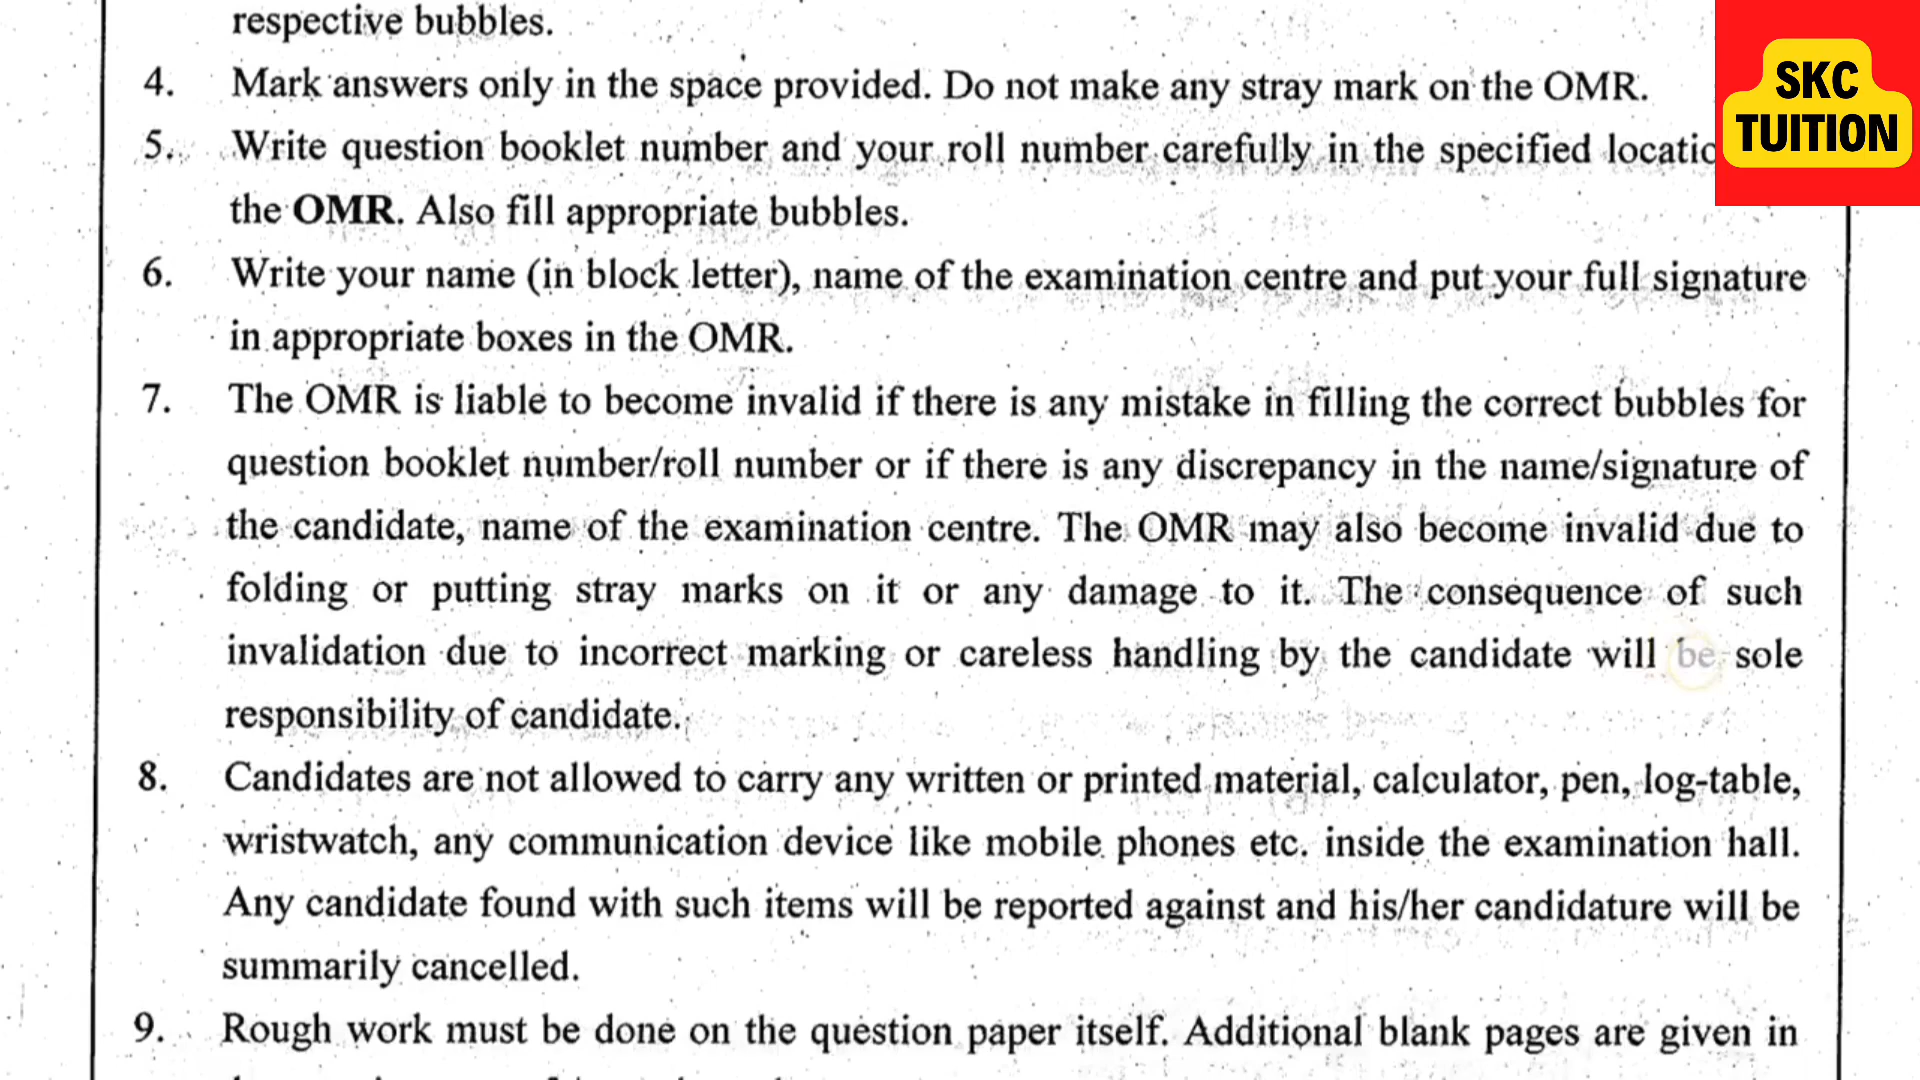 respective bubbles.
4. Mark answers only in the space provided. Do not make any stray mark on the OMR.
5. Write question booklet number and your roll number carefully in the specified locatio
the OMR. Also fill appropriate bubbles.
6. Write your name (in block letter), name of the examination centre and put your full signature
in appropriate boxes in the OMR.
7. The OMR is liable to become invalid if there is any mistake in filling the correct bubbles for
question booklet number/roll number or if there is any discrepancy in the name/signature of
the candidate, name of the examination centre. The OMR may also become invalid due to
folding or putting stray marks on it or any damage to it. The consequence of such
invalidation due to incorrect marking or careless handling by the candidate will be sole
responsibility of candidate.
8. Candidates are not allowed to carry any written or printed material, calculator, pen, log-table,
wristwatch, any communication device like mobile phones etc. inside the examination hall.
Any candidate found with such items will be reported against and his/her candidature will be
summarily cancelled.
9. Rough work must be done on the question paper itself. Additional blank pages are given in
SKC
TUITION